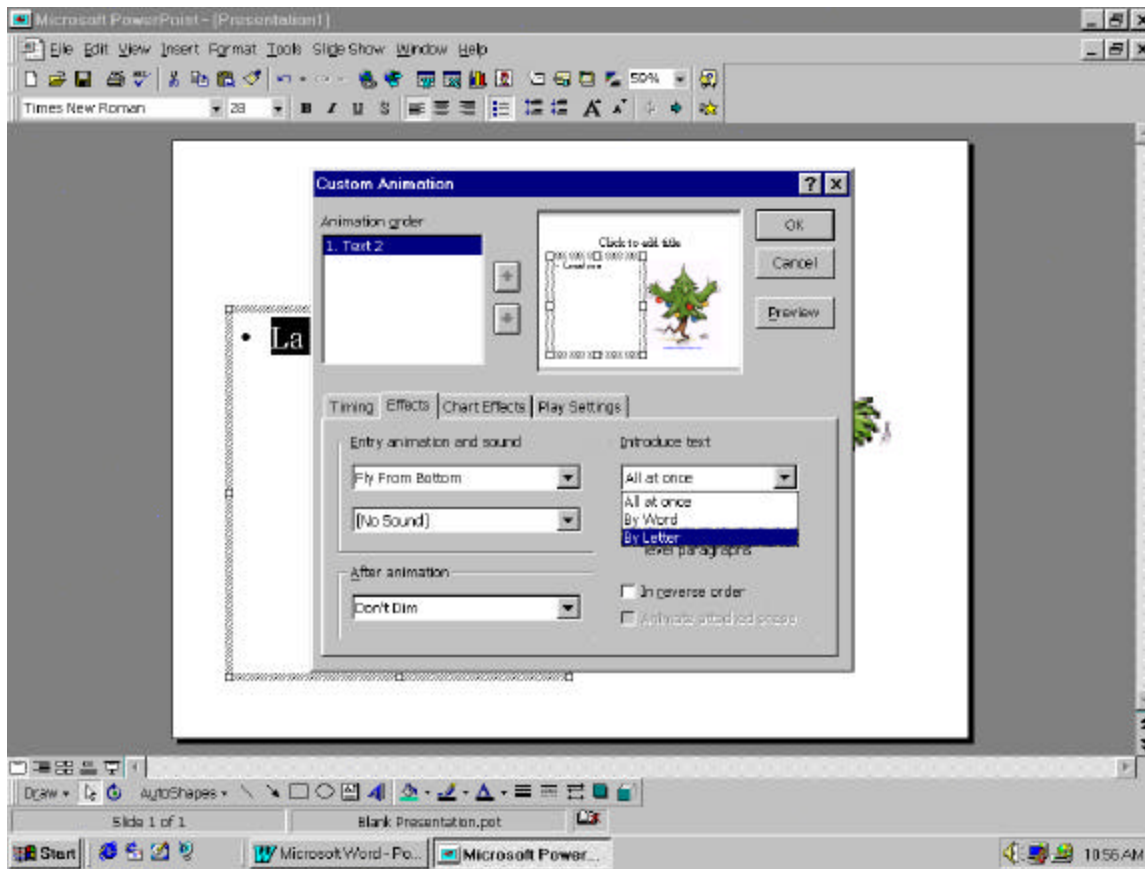 Microsoft PowerPoint - [Presentation1]
File Edit View Insert Format Tools Slide Show Window Help
50%
Times New Roman 28 B I U S A A
Custom Animation ? X
Animation order
1. Text 2
Click to edit title
OK
Cancel
Preview
• La
Timing Effects Chart Effects Play Settings
Entry animation and sound
Introduce text
Fly From Bottom
All at once
All at once
By Word
[No Sound]
By Letter
level paragraphs
After animation
In reverse order
Don't Dim
Animate attached shape
Draw AutoShapes
Slide 1 of 1 Blank Presentation.pot
Start Microsoft Word - Po... Microsoft Power... 10:56 AM